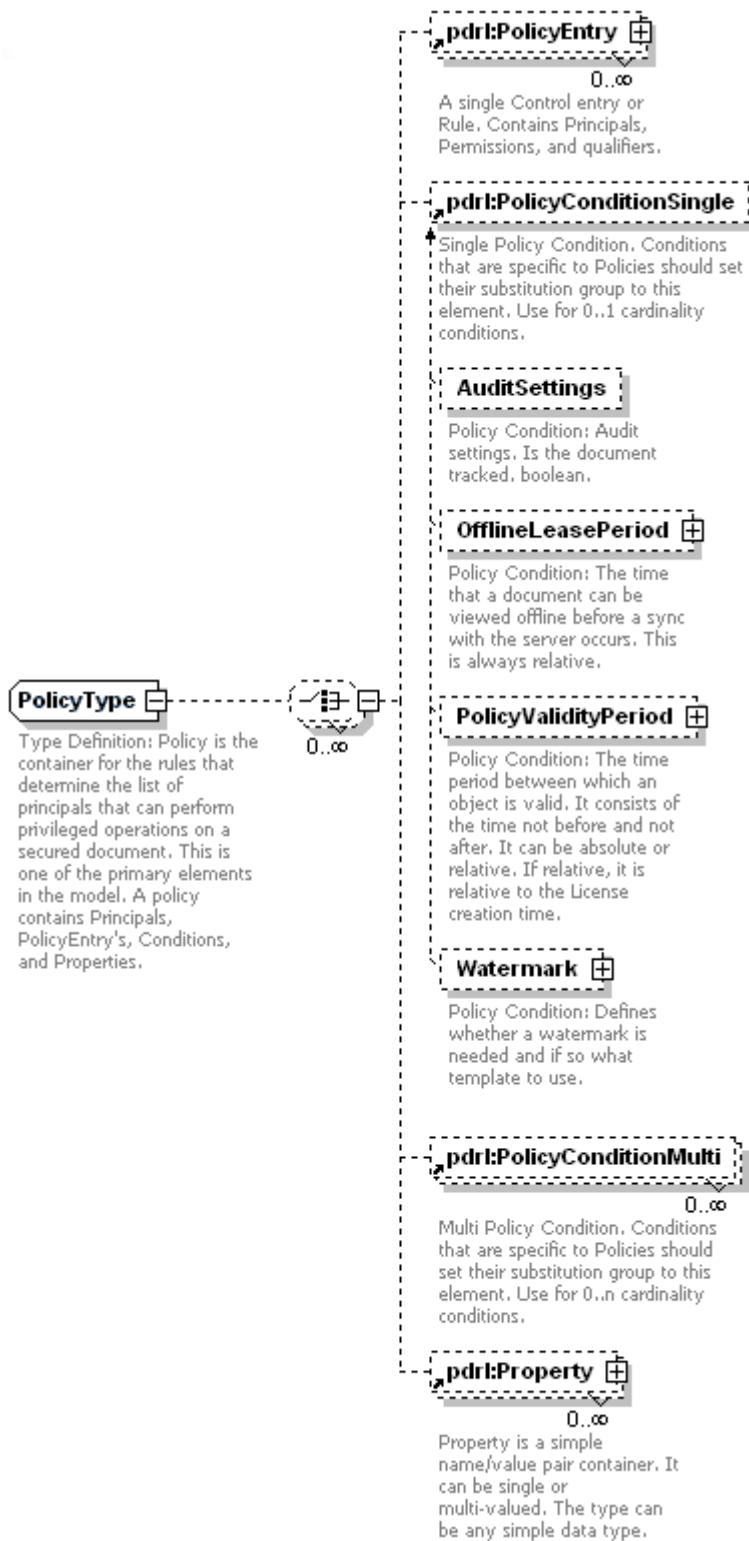 pdrl:PolicyEntry
0..∞
A single Control entry or
Rule. Contains Principals,
Permissions, and qualifiers.
pdrl:PolicyConditionSingle
Single Policy Condition. Conditions
that are specific to Policies should set
their substitution group to this
element. Use for 0..1 cardinality
conditions.
AuditSettings
Policy Condition: Audit
settings. Is the document
tracked. boolean.
OfflineLeasePeriod
Policy Condition: The time
that a document can be
viewed offline before a sync
with the server occurs. This
is always relative.
PolicyType
0..∞
Type Definition: Policy is the
container for the rules that
determine the list of
principals that can perform
privileged operations on a
secured document. This is
one of the primary elements
in the model. A policy
contains Principals,
PolicyEntry's, Conditions,
and Properties.
PolicyValidityPeriod
Policy Condition: The time
period between which an
object is valid. It consists of
the time not before and not
after. It can be absolute or
relative. If relative, it is
relative to the License
creation time.
Watermark
Policy Condition: Defines
whether a watermark is
needed and if so what
template to use.
pdrl:PolicyConditionMulti
0..∞
Multi Policy Condition. Conditions
that are specific to Policies should
set their substitution group to this
element. Use for 0..n cardinality
conditions.
pdrl:Property
0..∞
Property is a simple
name/value pair container. It
can be single or
multi-valued. The type can
be any simple data type.